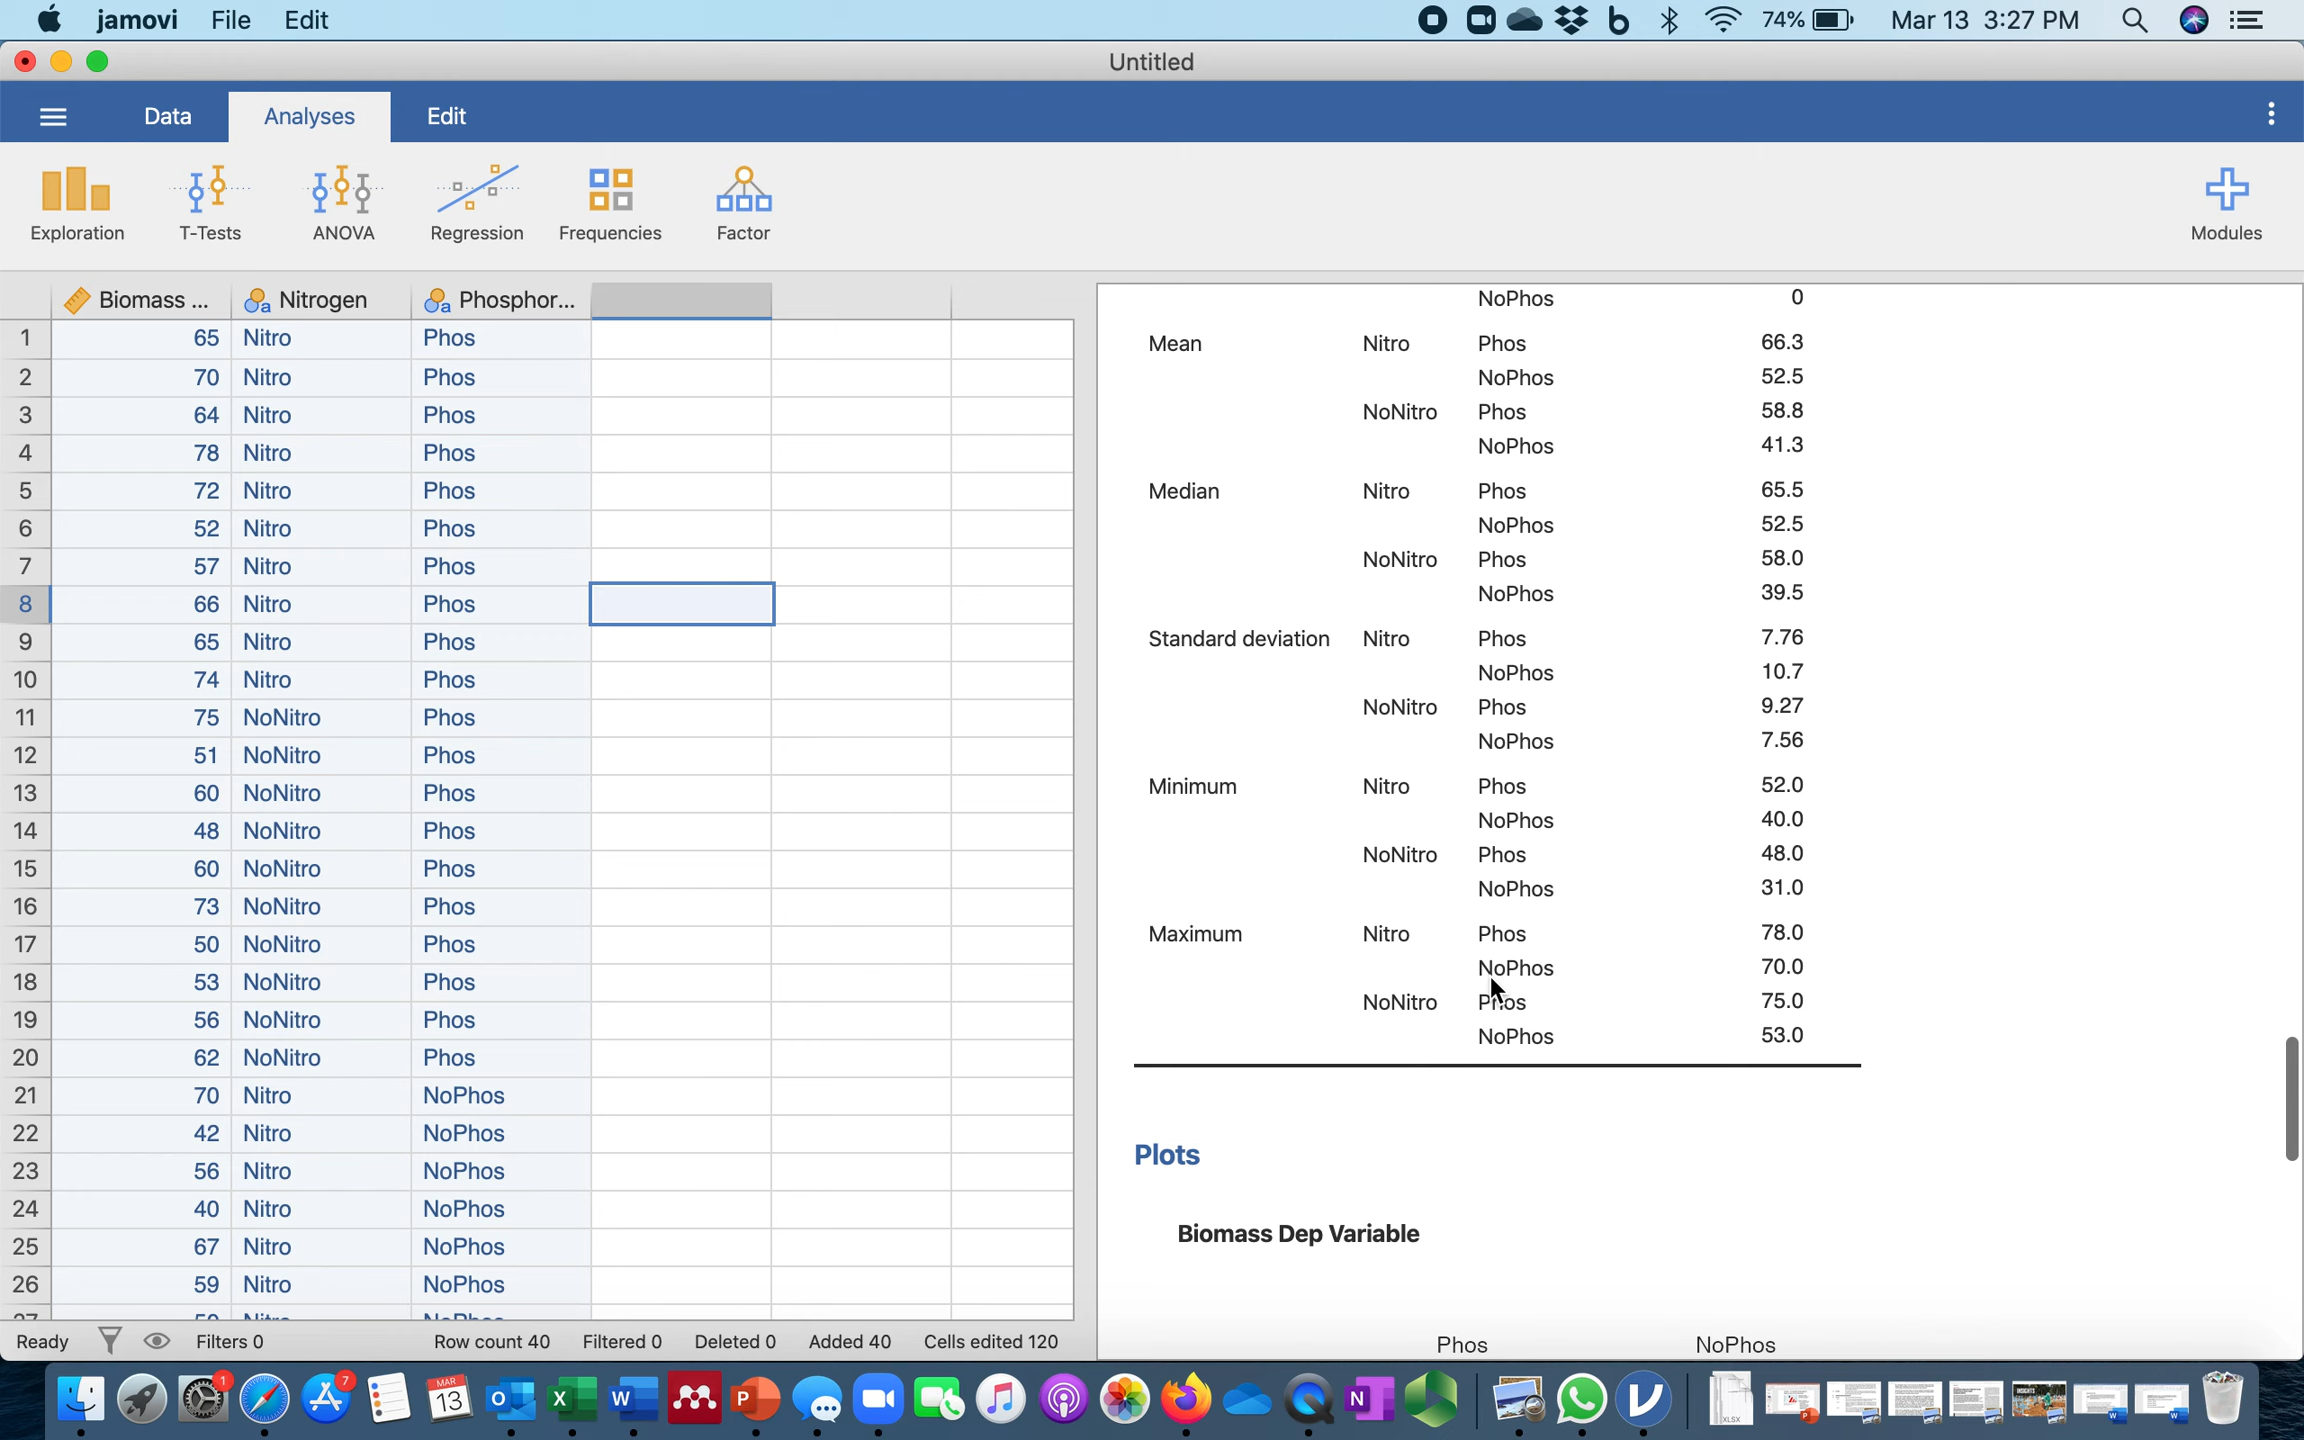 jamovi File Edit 74% Mar 13 3:27 PM
Untitled
Data Analyses Edit
Exploration T-Tests ANOVA Regression Frequencies Factor Modules
Biomass ... Nitrogen Phosphor...
1 65 Nitro Phos
2 70 Nitro Phos
3 64 Nitro Phos
4 78 Nitro Phos
5 72 Nitro Phos
6 52 Nitro Phos
7 57 Nitro Phos
8 66 Nitro Phos
9 65 Nitro Phos
10 74 Nitro Phos
11 75 NoNitro Phos
12 51 NoNitro Phos
13 60 NoNitro Phos
14 48 NoNitro Phos
15 60 NoNitro Phos
16 73 NoNitro Phos
17 50 NoNitro Phos
18 53 NoNitro Phos
19 56 NoNitro Phos
20 62 NoNitro Phos
21 70 Nitro NoPhos
22 42 Nitro NoPhos
23 56 Nitro NoPhos
24 40 Nitro NoPhos
25 67 Nitro NoPhos
26 59 Nitro NoPhos
Ready Filters 0 Row count 40 Filtered 0 Deleted 0 Added 40 Cells edited 120
NoPhos 0
Mean Nitro Phos 66.3
NoPhos 52.5
NoNitro Phos 58.8
NoPhos 41.3
Median Nitro Phos 65.5
NoPhos 52.5
NoNitro Phos 58.0
NoPhos 39.5
Standard deviation Nitro Phos 7.76
NoPhos 10.7
NoNitro Phos 9.27
NoPhos 7.56
Minimum Nitro Phos 52.0
NoPhos 40.0
NoNitro Phos 48.0
NoPhos 31.0
Maximum Nitro Phos 78.0
NoPhos 70.0
NoNitro Phos 75.0
NoPhos 53.0
Plots
Biomass Dep Variable
Phos NoPhos
1 7 MAR 13
XLSX